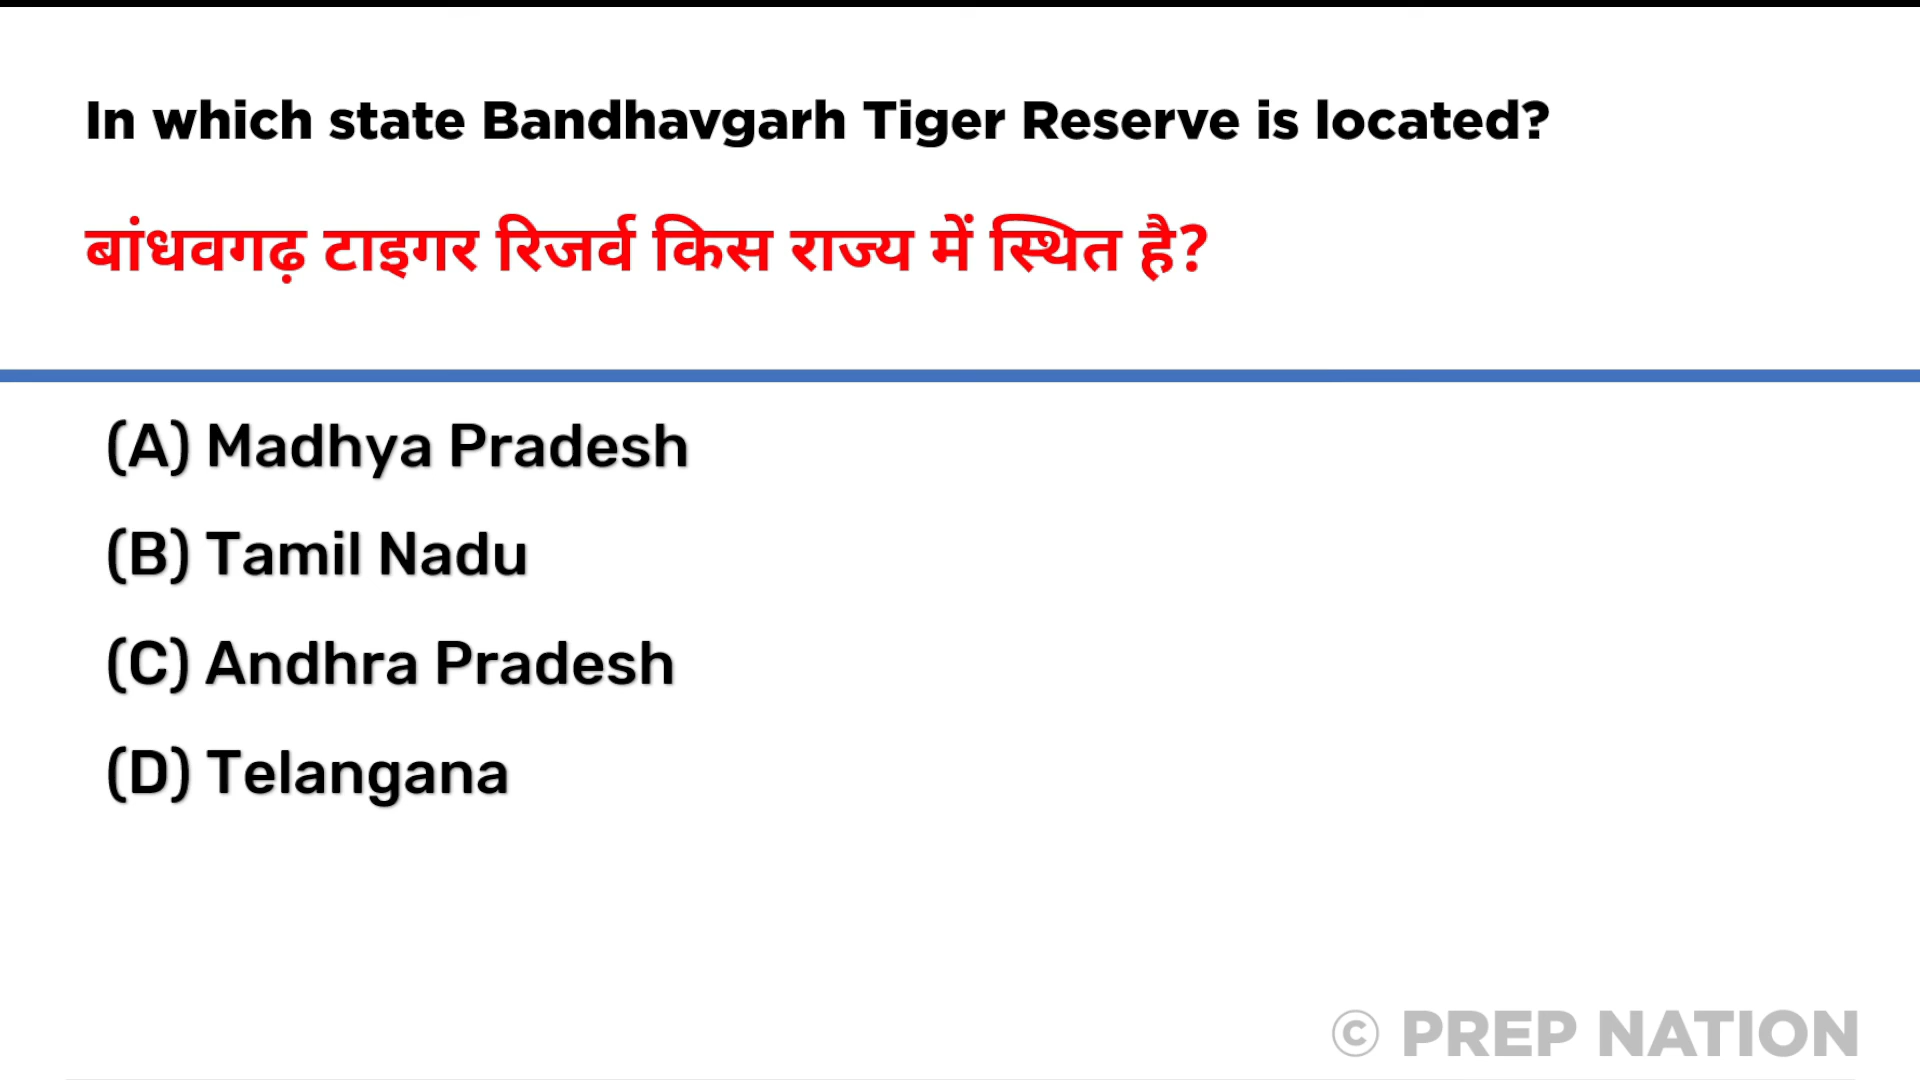 In which state Bandhavgarh Tiger Reserve is located?
बांधवगढ़ टाइगर रिजर्व किस राज्य में स्थित है?
(A) Madhya Pradesh
(B) Tamil Nadu
(C) Andhra Pradesh
(D) Telangana
© PREP NATION